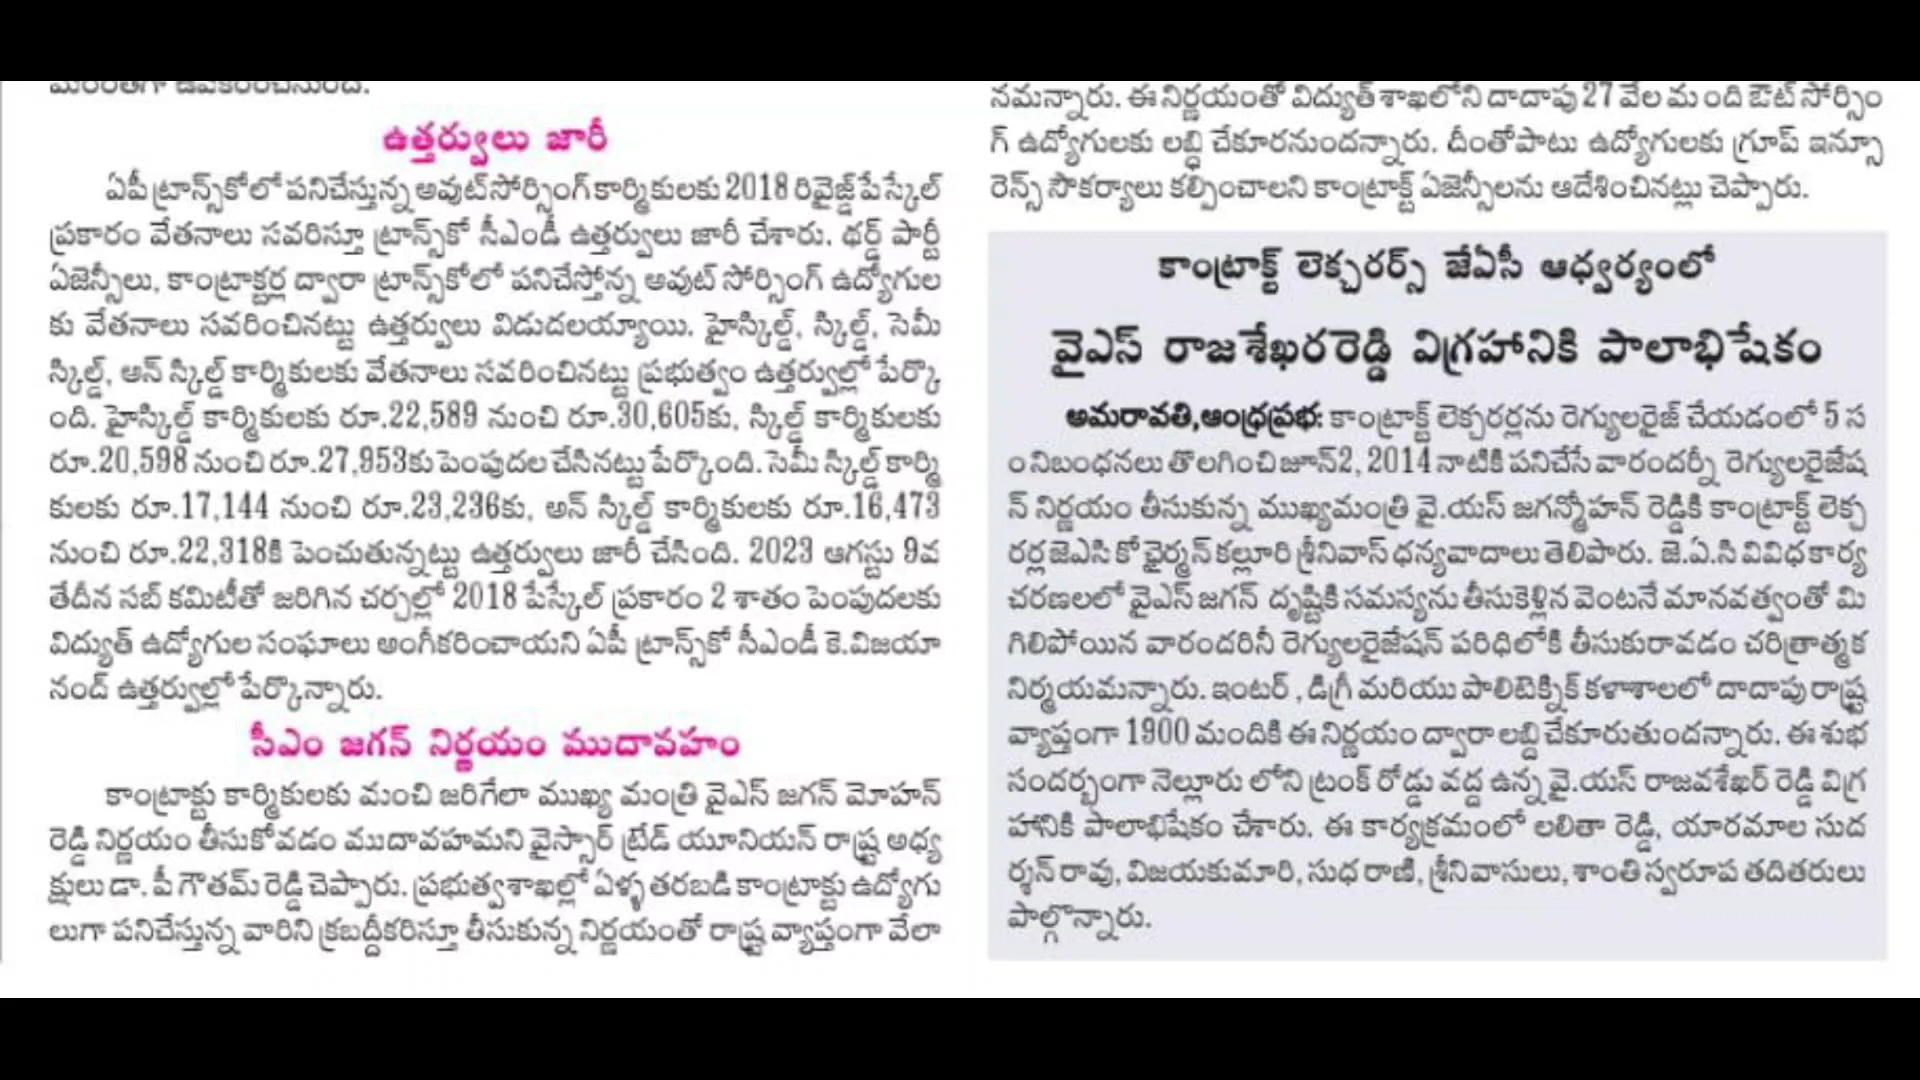 మరింతగా ఉపకరించనుంది.
ఉత్తర్వులు జారీ
ఏపీ ట్రాన్స్‌కోలో పనిచేస్తున్న అవుట్‌సోర్సింగ్ కార్మికులకు 2018 రివైజ్డ్ పేస్కేల్
ప్రకారం వేతనాలు సవరిస్తూ ట్రాన్స్‌కో సీఎండీ ఉత్తర్వులు జారీ చేశారు. థర్డ్ పార్టీ
ఏజెన్సీలు, కాంట్రాక్టర్ల ద్వారా ట్రాన్స్‌కోలో పనిచేస్తోన్న అవుట్ సోర్సింగ్ ఉద్యోగుల
కు వేతనాలు సవరించినట్టు ఉత్తర్వులు విడుదలయ్యాయి. హైస్కిల్డ్, స్కిల్డ్, సెమీ
స్కిల్డ్, అన్ స్కిల్డ్ కార్మికులకు వేతనాలు సవరించినట్టు ప్రభుత్వం ఉత్తర్వుల్లో పేర్కొ
ంది. హైస్కిల్డ్ కార్మికులకు రూ.22,589 నుంచి రూ.30,605కు, స్కిల్డ్ కార్మికులకు
రూ.20,598 నుంచి రూ.27,953కు పెంపుదల చేసినట్టు పేర్కొంది. సెమీ స్కిల్డ్ కార్మి
కులకు రూ.17,144 నుంచి రూ.23,236కు, అన్ స్కిల్డ్ కార్మికులకు రూ.16,473
నుంచి రూ.22,318కి పెంచుతున్నట్టు ఉత్తర్వులు జారీ చేసింది. 2023 ఆగస్టు 9వ
తేదీన సబ్ కమిటీతో జరిగిన చర్చల్లో 2018 పేస్కేల్ ప్రకారం 2 శాతం పెంపుదలకు
విద్యుత్ ఉద్యోగుల సంఘాలు అంగీకరించాయని ఏపీ ట్రాన్స్‌కో సీఎండీ కె.విజయా
నంద్ ఉత్తర్వుల్లో పేర్కొన్నారు.
సీఎం జగన్ నిర్ణయం ముదావహం
కాంట్రాక్టు కార్మికులకు మంచి జరిగేలా ముఖ్య మంత్రి వైఎస్ జగన్ మోహన్
రెడ్డి నిర్ణయం తీసుకోవడం ముదావహమని వైస్సార్ ట్రేడ్ యూనియన్ రాష్ట్ర అధ్య
క్షులు డా. పీ గౌతమ్ రెడ్డి చెప్పారు. ప్రభుత్వశాఖల్లో ఏళ్ళ తరబడి కాంట్రాక్టు ఉద్యోగు
లుగా పనిచేస్తున్న వారిని క్రబద్దీకరిస్తూ తీసుకున్న నిర్ణయంతో రాష్ట్ర వ్యాప్తంగా వేలా
నమన్నారు. ఈ నిర్ణయంతో విద్యుత్ శాఖలోని దాదాపు 27 వేల మంది ఔట్ సోర్సిం
గ్ ఉద్యోగులకు లబ్ధి చేకూరనుందన్నారు. దీంతోపాటు ఉద్యోగులకు గ్రూప్ ఇన్సూ
రెన్స్ సౌకర్యాలు కల్పించాలని కాంట్రాక్ట్ ఏజెన్సీలను ఆదేశించినట్లు చెప్పారు.
కాంట్రాక్ట్ లెక్చరర్స్ జేఏసీ ఆధ్వర్యంలో
వైఎస్ రాజశేఖరరెడ్డి విగ్రహానికి పాలాభిషేకం
అమరావతి,ఆంధ్రప్రభ: కాంట్రాక్ట్ లెక్చరర్లను రెగ్యులరైజ్ చేయడంలో 5 స
ం నిబంధనలు తొలగించి జూన్2, 2014 నాటికి పనిచేసే వారందర్నీ రెగ్యులరైజేష
న్ నిర్ణయం తీసుకున్న ముఖ్యమంత్రి వై.యస్ జగన్మోహన్ రెడ్డికి కాంట్రాక్ట్ లెక్చ
రర్ల జెఎసి కో ఛైర్మన్ కల్లూరి శ్రీనివాస్ ధన్యవాదాలు తెలిపారు. జె.ఏ.సి వివిధ కార్య
చరణలలో వైఎస్ జగన్ దృష్టికి సమస్యను తీసుకెళ్లిన వెంటనే మానవత్వంతో మి
గిలిపోయిన వారందరినీ రెగ్యులరైజేషన్ పరిధిలోకి తీసుకురావడం చరిత్రాత్మక
నిర్మయమన్నారు. ఇంటర్ , డిగ్రీ మరియు పాలిటెక్నిక్ కళాశాలలో దాదాపు రాష్ట్ర
వ్యాప్తంగా 1900 మందికి ఈ నిర్ణయం ద్వారా లబ్ది చేకూరుతుందన్నారు. ఈ శుభ
సందర్భంగా నెల్లూరు లోని ట్రంక్ రోడ్డు వద్ద ఉన్న వై.యస్ రాజవశేఖర్ రెడ్డి విగ్ర
హానికి పాలాభిషేకం చేశారు. ఈ కార్యక్రమంలో లలితా రెడ్డి, యారమాల సుద
ర్శన్ రావు, విజయకుమారి, సుధ రాణి, శ్రీనివాసులు, శాంతి స్వరూప తదితరులు
పాల్గొన్నారు.